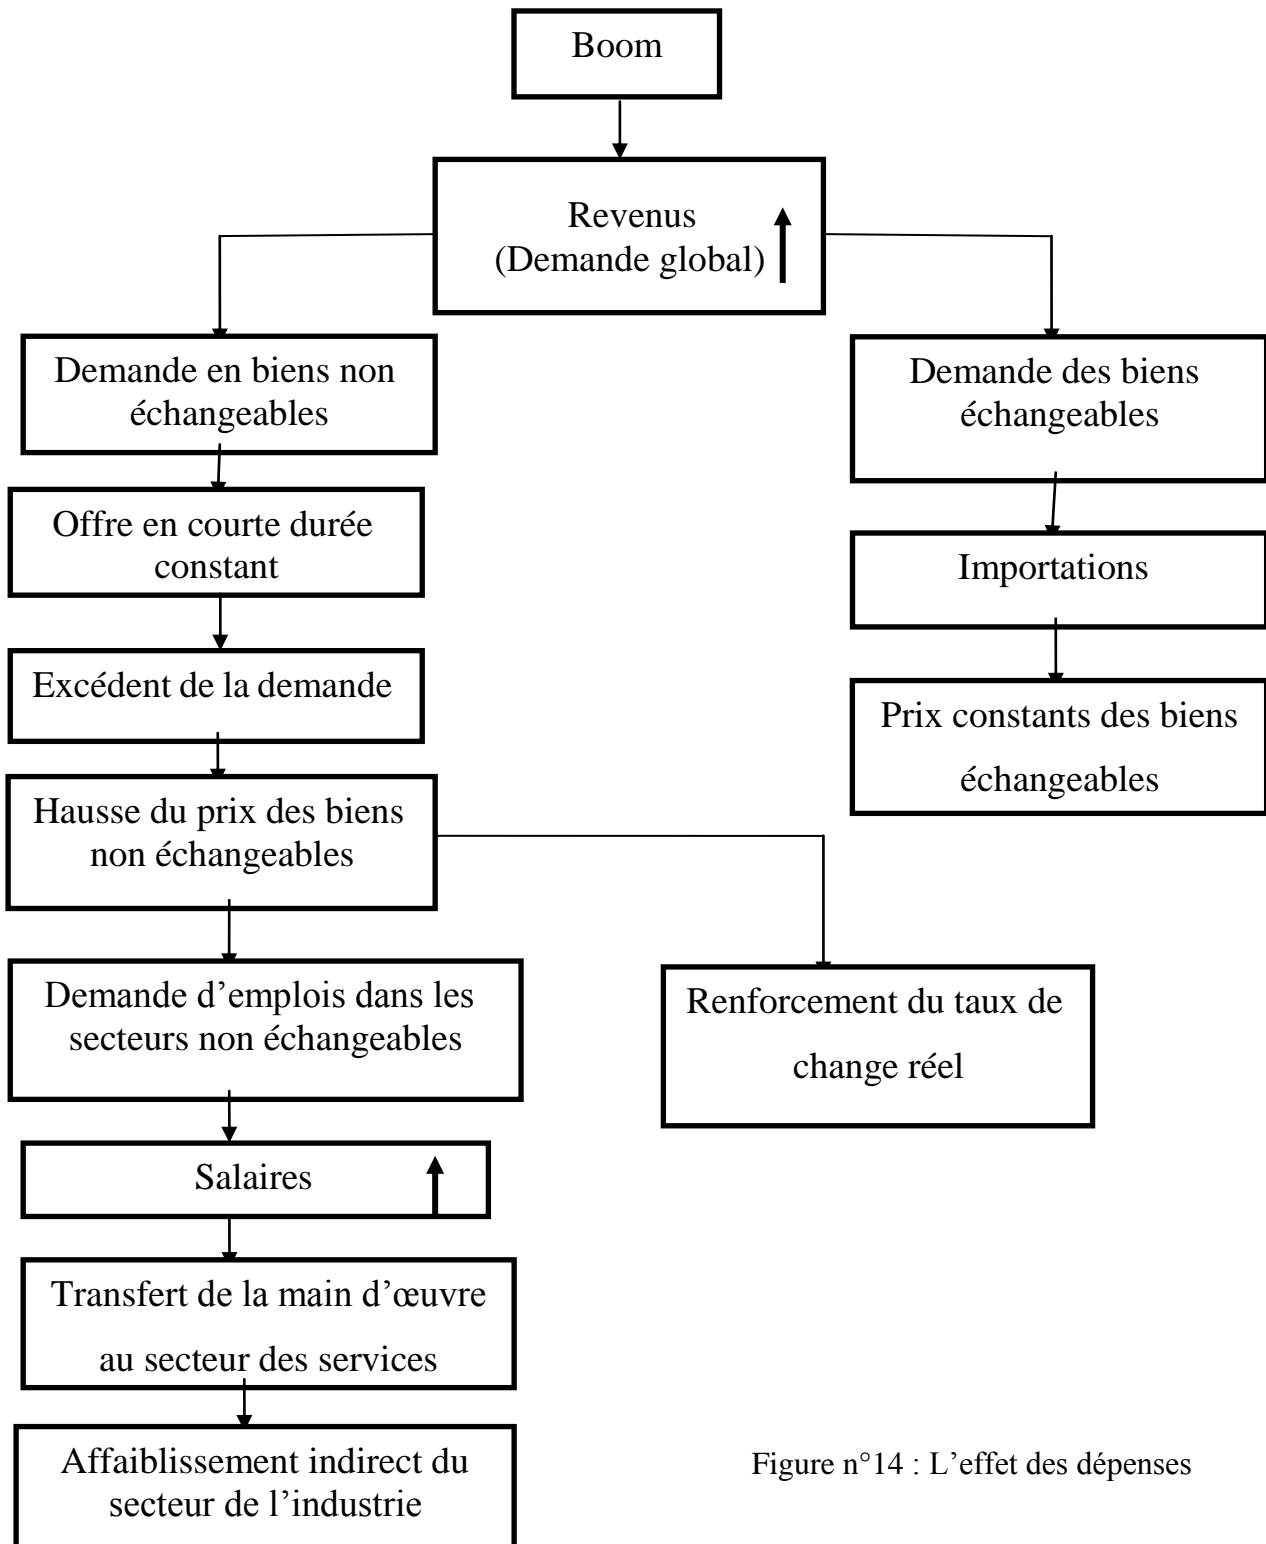 Boom
Revenus
(Demande global)
Demande en biens non
échangeables
Demande des biens
échangeables
Offre en courte durée
constant
Importations
Excédent de la demande
Prix constants des biens
échangeables
Hausse du prix des biens
non échangeables
Demande d’emplois dans les
secteurs non échangeables
Renforcement du taux de
change réel
Salaires
Transfert de la main d’œuvre
au secteur des services
Affaiblissement indirect du
secteur de l’industrie
Figure n°14 : L’effet des dépenses